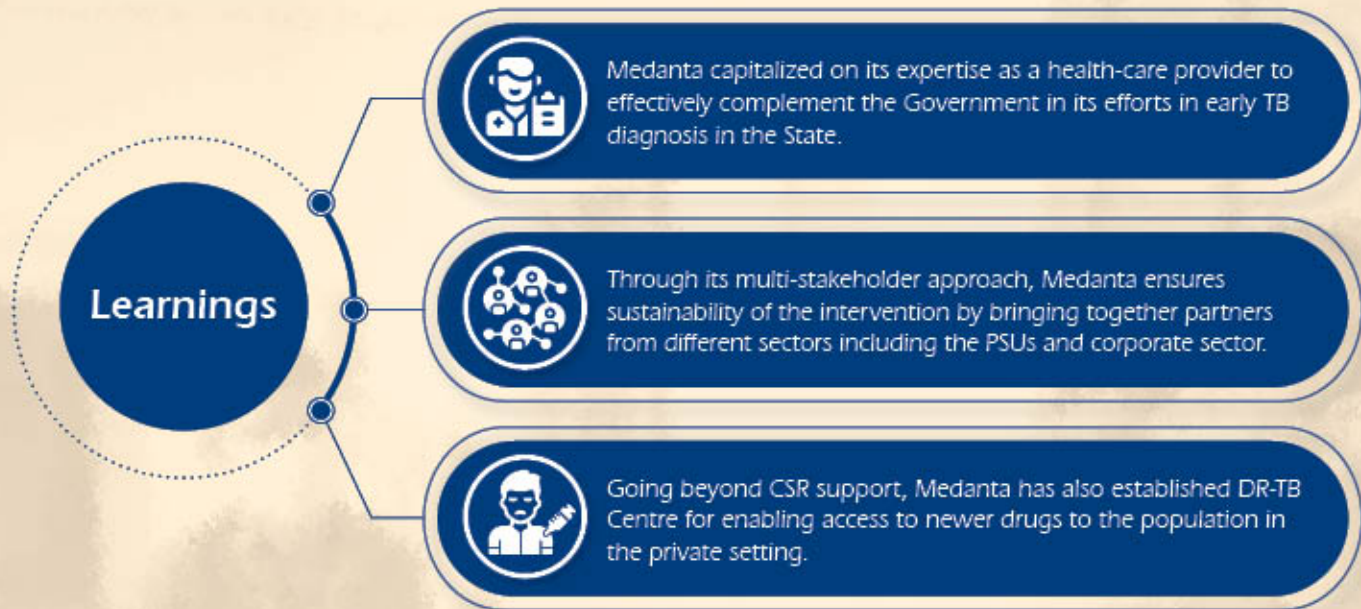 Learnings
Medanta capitalized on its expertise as a health-care provider to
effectively complement the Government in its efforts in early TB
diagnosis in the State.
Through its multi-stakeholder approach, Medanta ensures
sustainability of the intervention by bringing together partners
from different sectors including the PSUs and corporate sector.
Going beyond CSR support, Medanta has also established DR-TB
Centre for enabling access to newer drugs to the population in
the private setting.